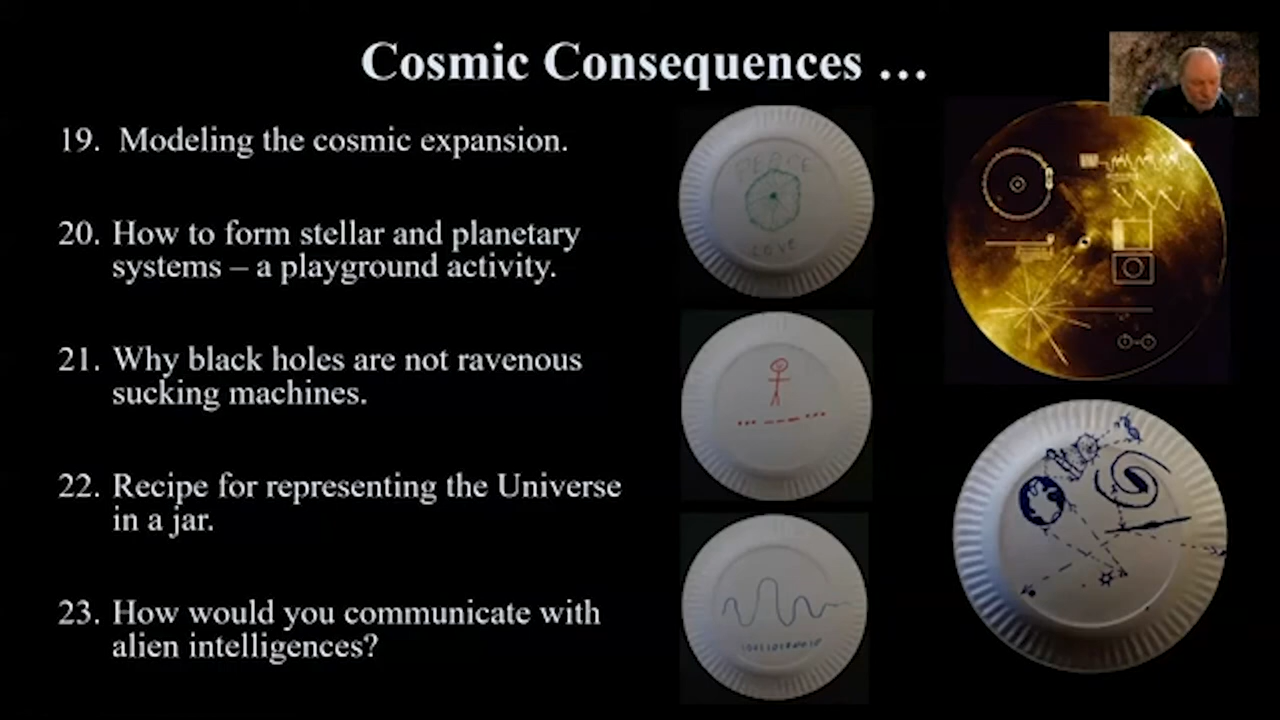 Cosmic Consequences …
19. Modeling the cosmic expansion.
20. How to form stellar and planetary
systems – a playground activity.
21. Why black holes are not ravenous
sucking machines.
22. Recipe for representing the Universe
in a jar.
23. How would you communicate with
alien intelligences?
PEACE
LOVE